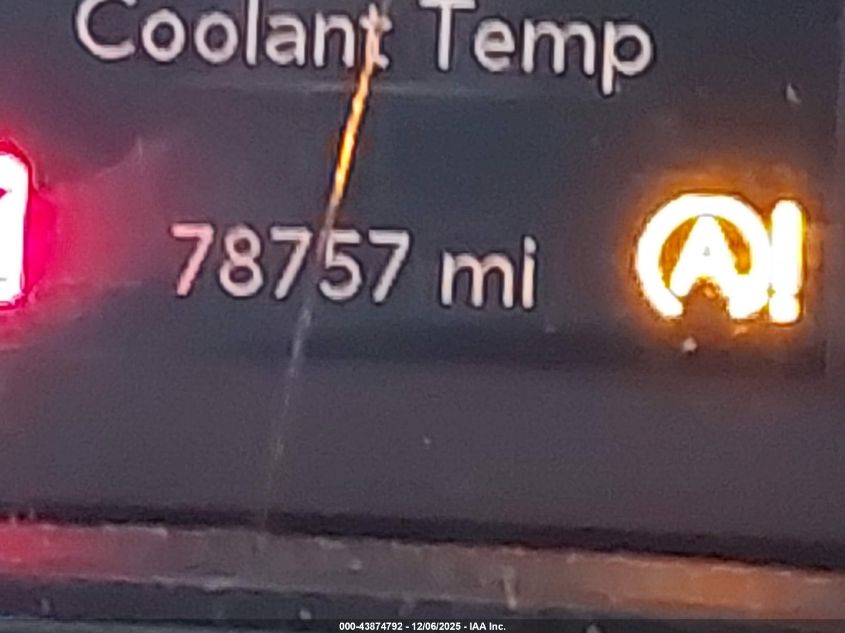 Coolant Temp
78757 mi
A!
000-43874792 - 12/06/2025 - IAA Inc.